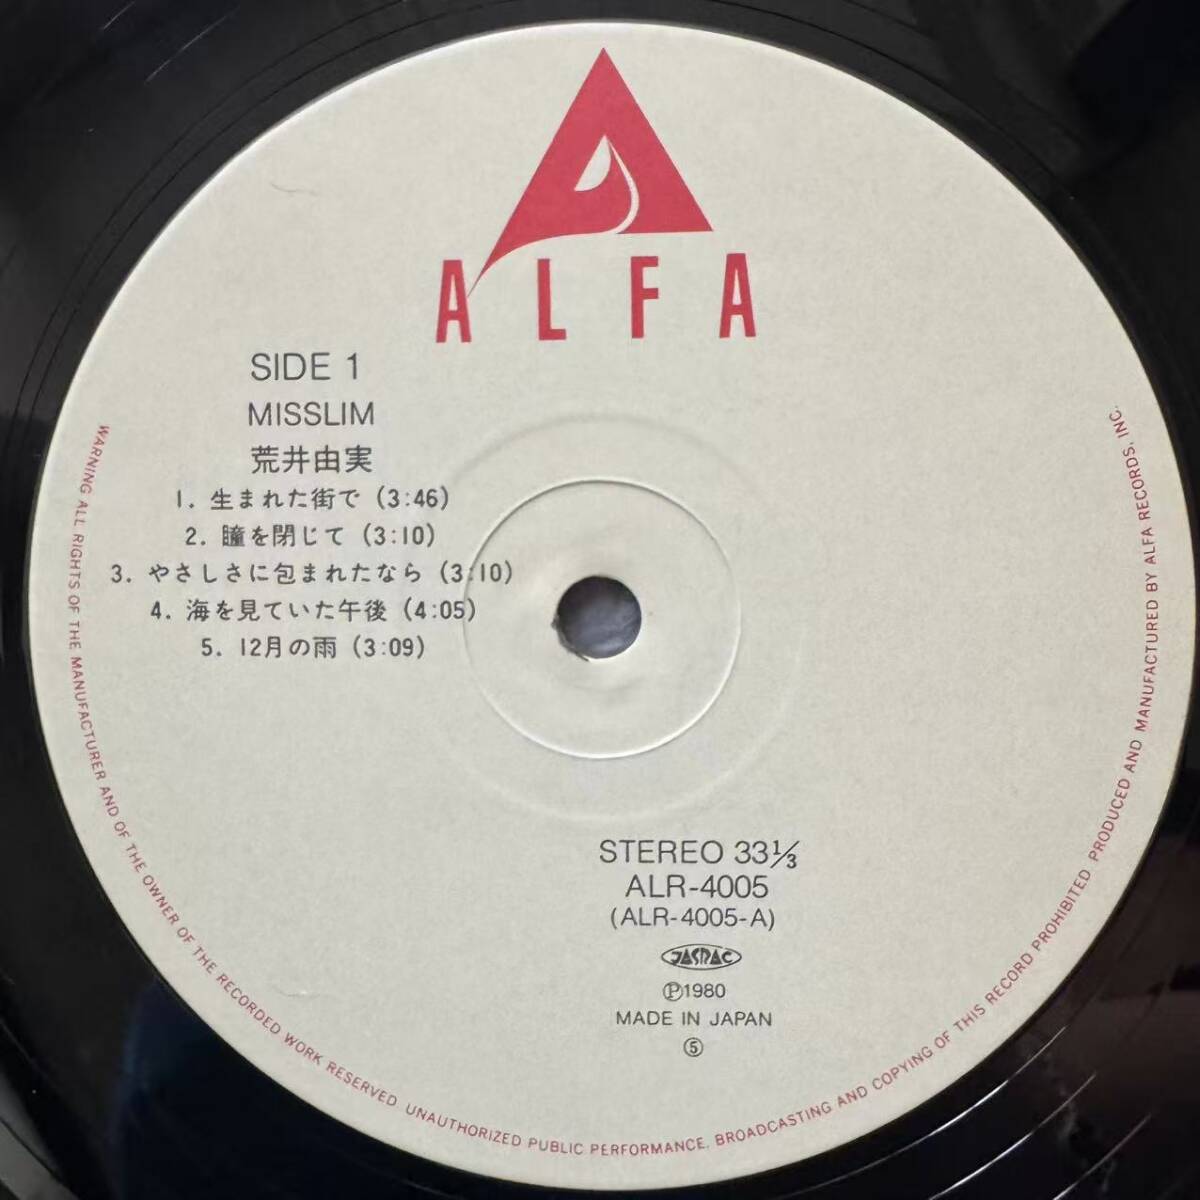 ALFA
SIDE 1
MISSLIM
荒井由実
1. 生まれた街で (3:46)
2. 瞳を閉じて (3:10)
3. やさしさに包まれたなら (3:10)
4. 海を見ていた午後 (4:05)
5. 12月の雨 (3:09)
STEREO 33⅓
ALR-4005
(ALR-4005-A)
JASRAC
Ⓟ1980
MADE IN JAPAN
⑤
WARNING ALL RIGHTS OF THE MANUFACTURER AND OF THE OWNER OF THE RECORDED WORK RESERVED. UNAUTHORIZED PUBLIC PERFORMANCE, BROADCASTING AND COPYING OF THIS RECORD PROHIBITED PRODUCED AND MANUFACTURED BY ALFA RECORDS, INC.